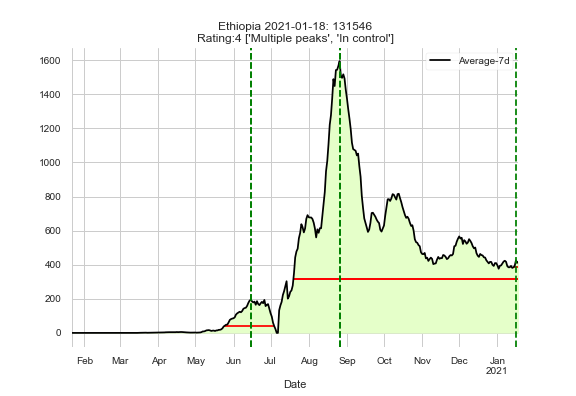 Ethiopia 2021-01-18: 131546
Rating:4 ['Multiple peaks', 'In control']
Average-7d
1600
1400
1200
1000
800
600
400
200
0
Feb Mar Apr May Jun Jul Aug Sep Oct Nov Dec Jan
2021
Date